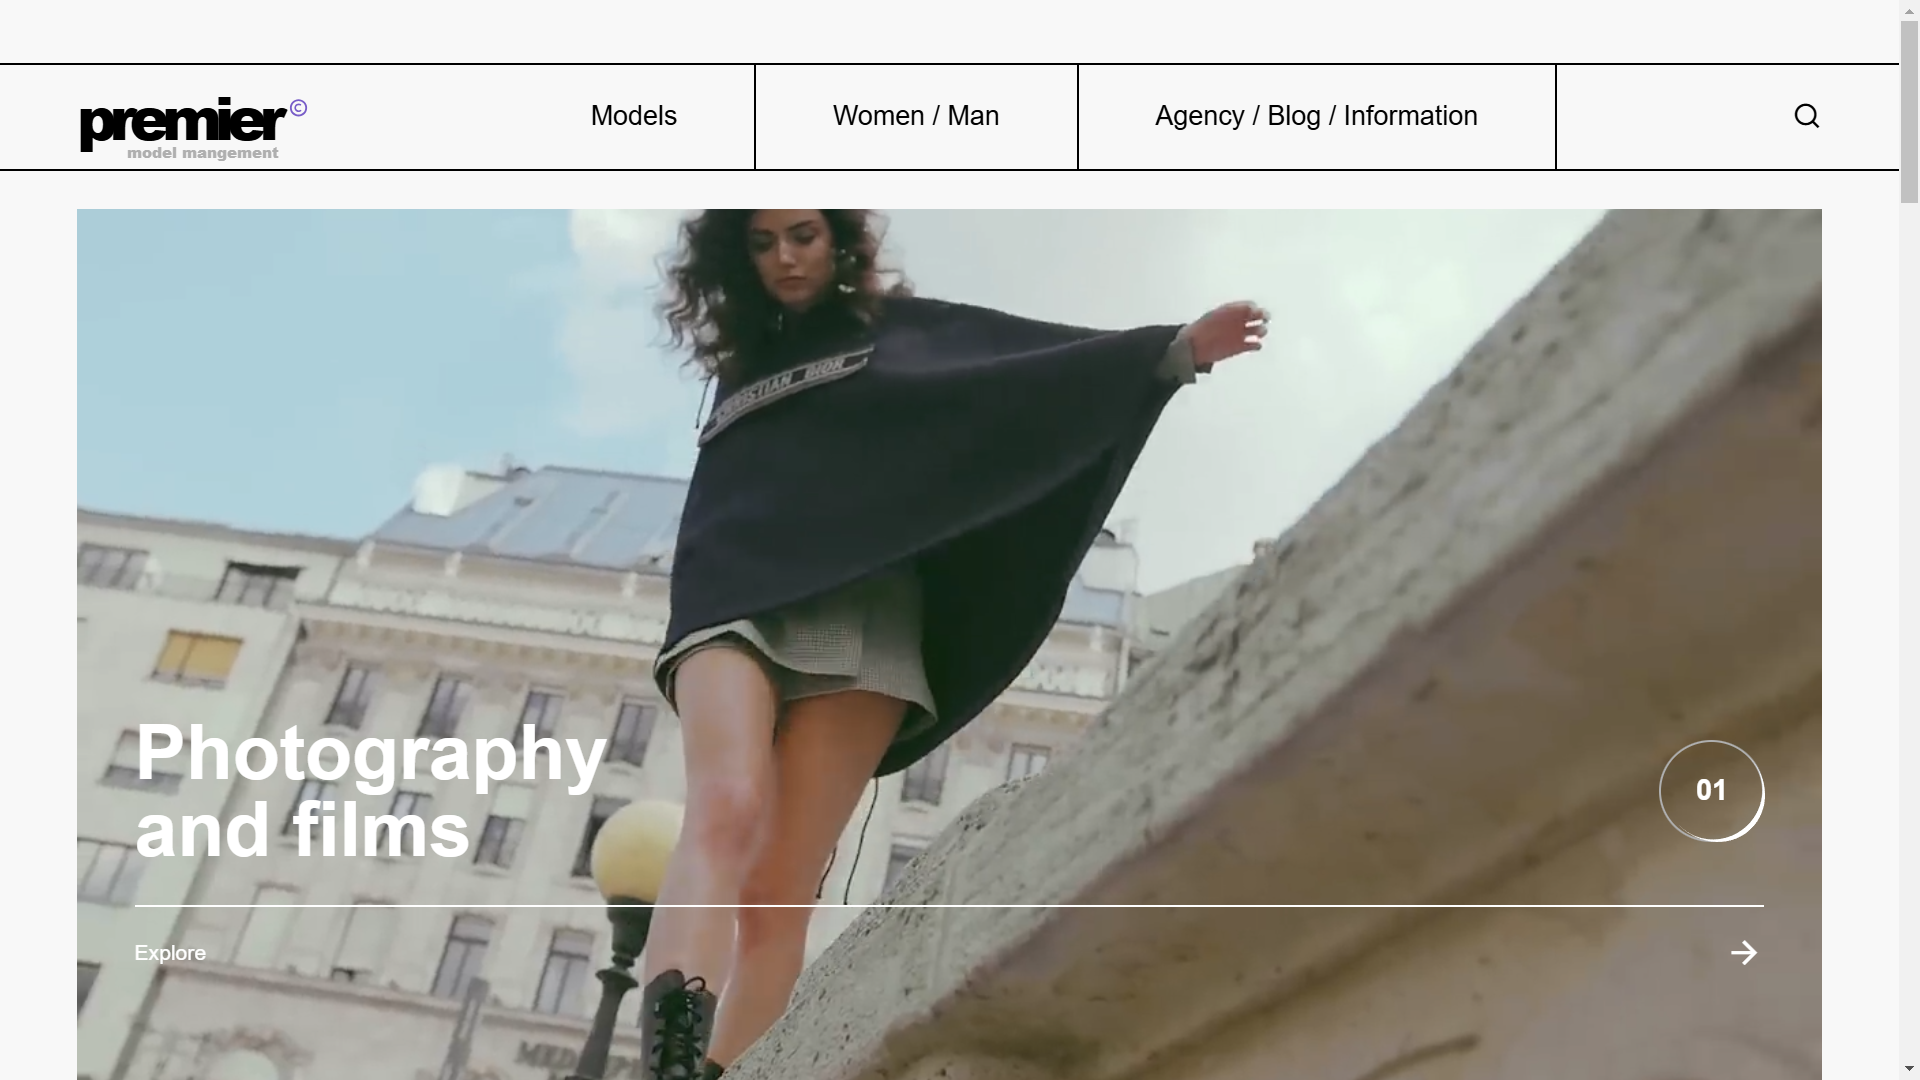 premier©
model mangement
Models
Women / Man
Agency / Blog / Information
CHRISTIAN DIOR
Photography
and films
01
Explore